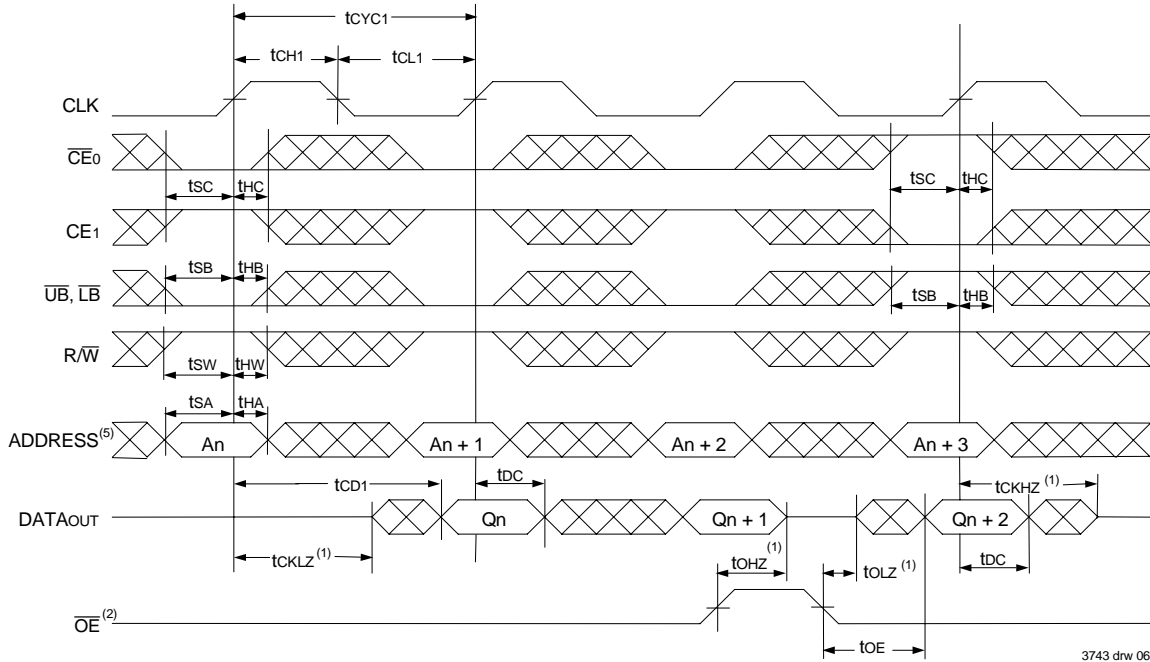 tCYC1
tCH1 tCL1
CLK
CE0
tSC tHC tSC tHC
CE1
tSB tHB
UB, LB
tSB tHB
R/W
tSW tHW
tSA tHA
ADDRESS(5) An An + 1 An + 2 An + 3
tCD1 tDC tCKHZ (1)
DATAOUT Qn Qn + 1 Qn + 2
tCKLZ (1) tOHZ (1) tOLZ (1) tDC
OE (2)
tOE
3743 drw 06